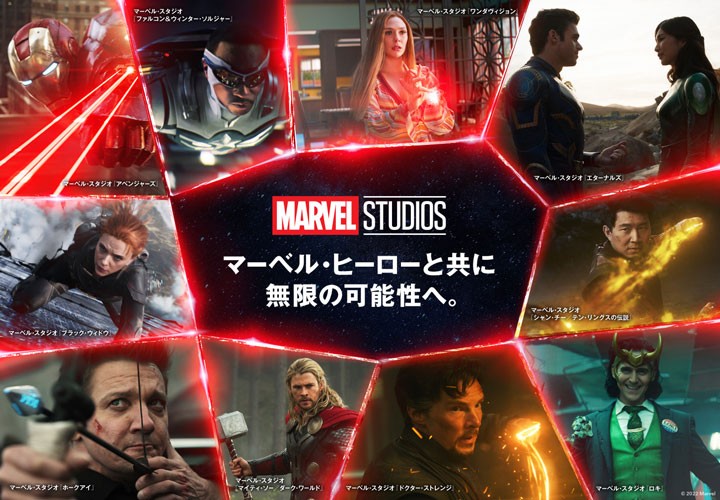 マーベル・スタジオ
「ファルコン&ウィンター・ソルジャー」
マーベル・スタジオ「ワンダヴィジョン」
マーベル・スタジオ「アベンジャーズ」
マーベル・スタジオ「エターナルズ」
MARVEL STUDIOS
マーベル・ヒーローと共に
無限の可能性へ。
マーベル・スタジオ「ブラック・ウィドウ」
マーベル・スタジオ
「シャン・チー/テン・リングスの伝説」
マーベル・スタジオ「ホークアイ」
マーベル・スタジオ
「マイティ・ソー/ダーク・ワールド」
マーベル・スタジオ「ドクター・ストレンジ」
マーベル・スタジオ「ロキ」